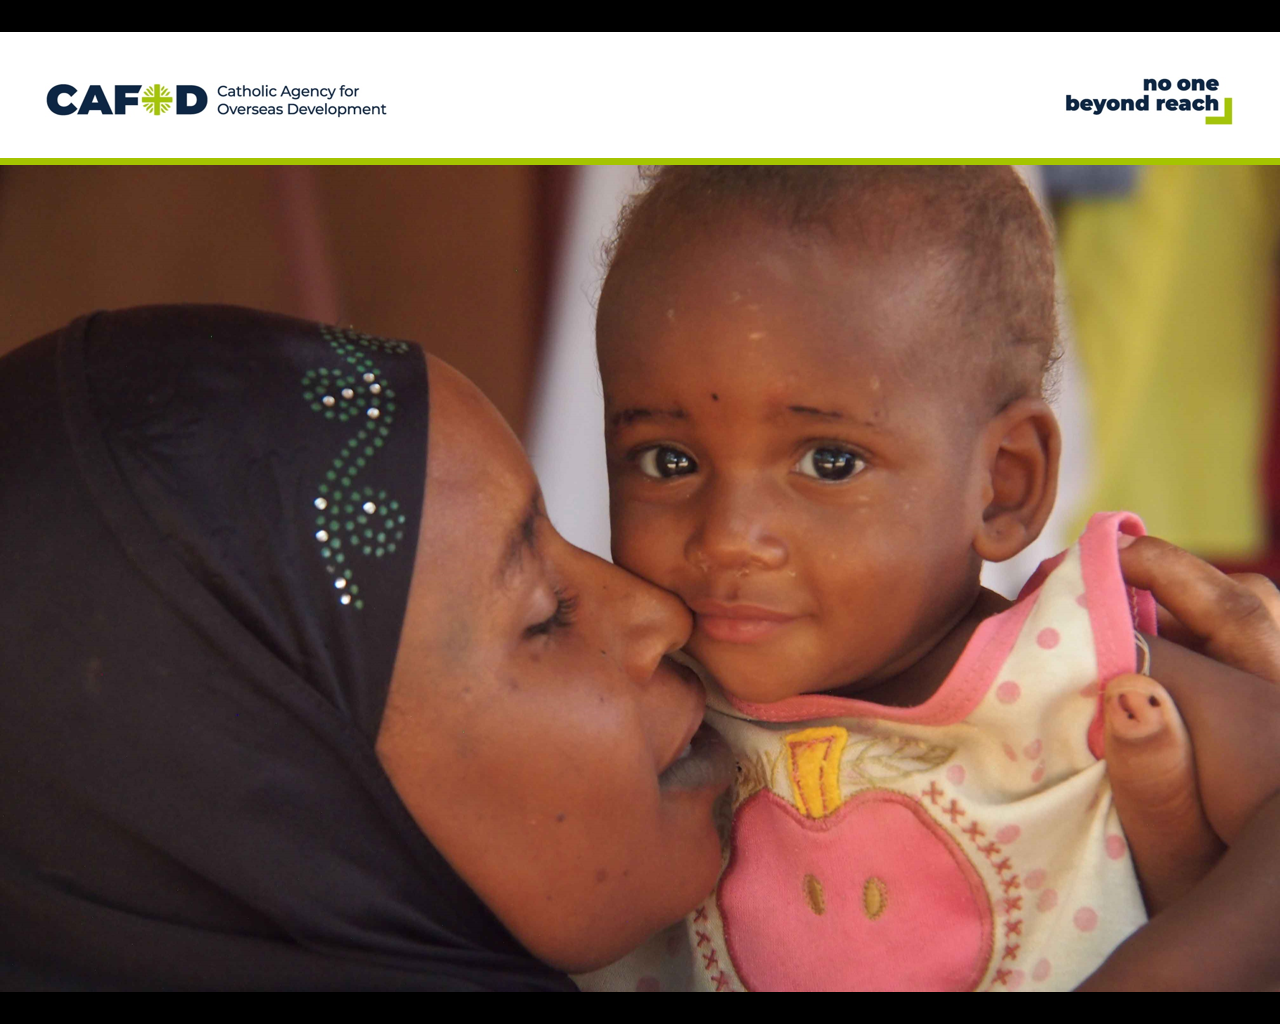 CAFOD
Catholic Agency for
Overseas Development
no one
beyond reach